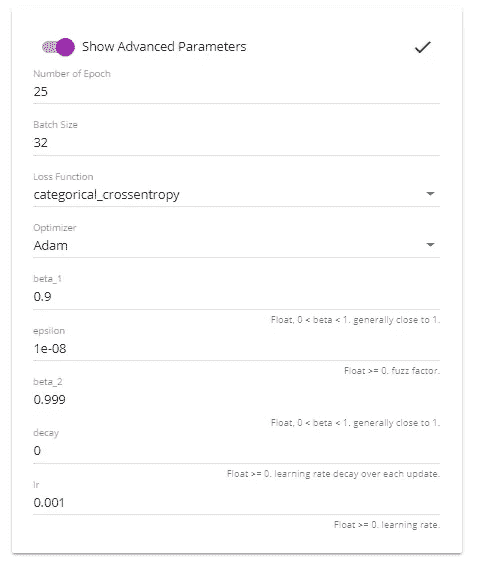 Show Advanced Parameters
Number of Epoch
25
Batch Size
32
Loss Function
categorical_crossentropy
Optimizer
Adam
beta_1
0.9
Float, 0 < beta < 1. generally close to 1.
epsilon
1e-08
Float >= 0. fuzz factor.
beta_2
0.999
Float, 0 < beta < 1. generally close to 1.
decay
0
Float >= 0. learning rate decay over each update.
lr
0.001
Float >= 0. learning rate.